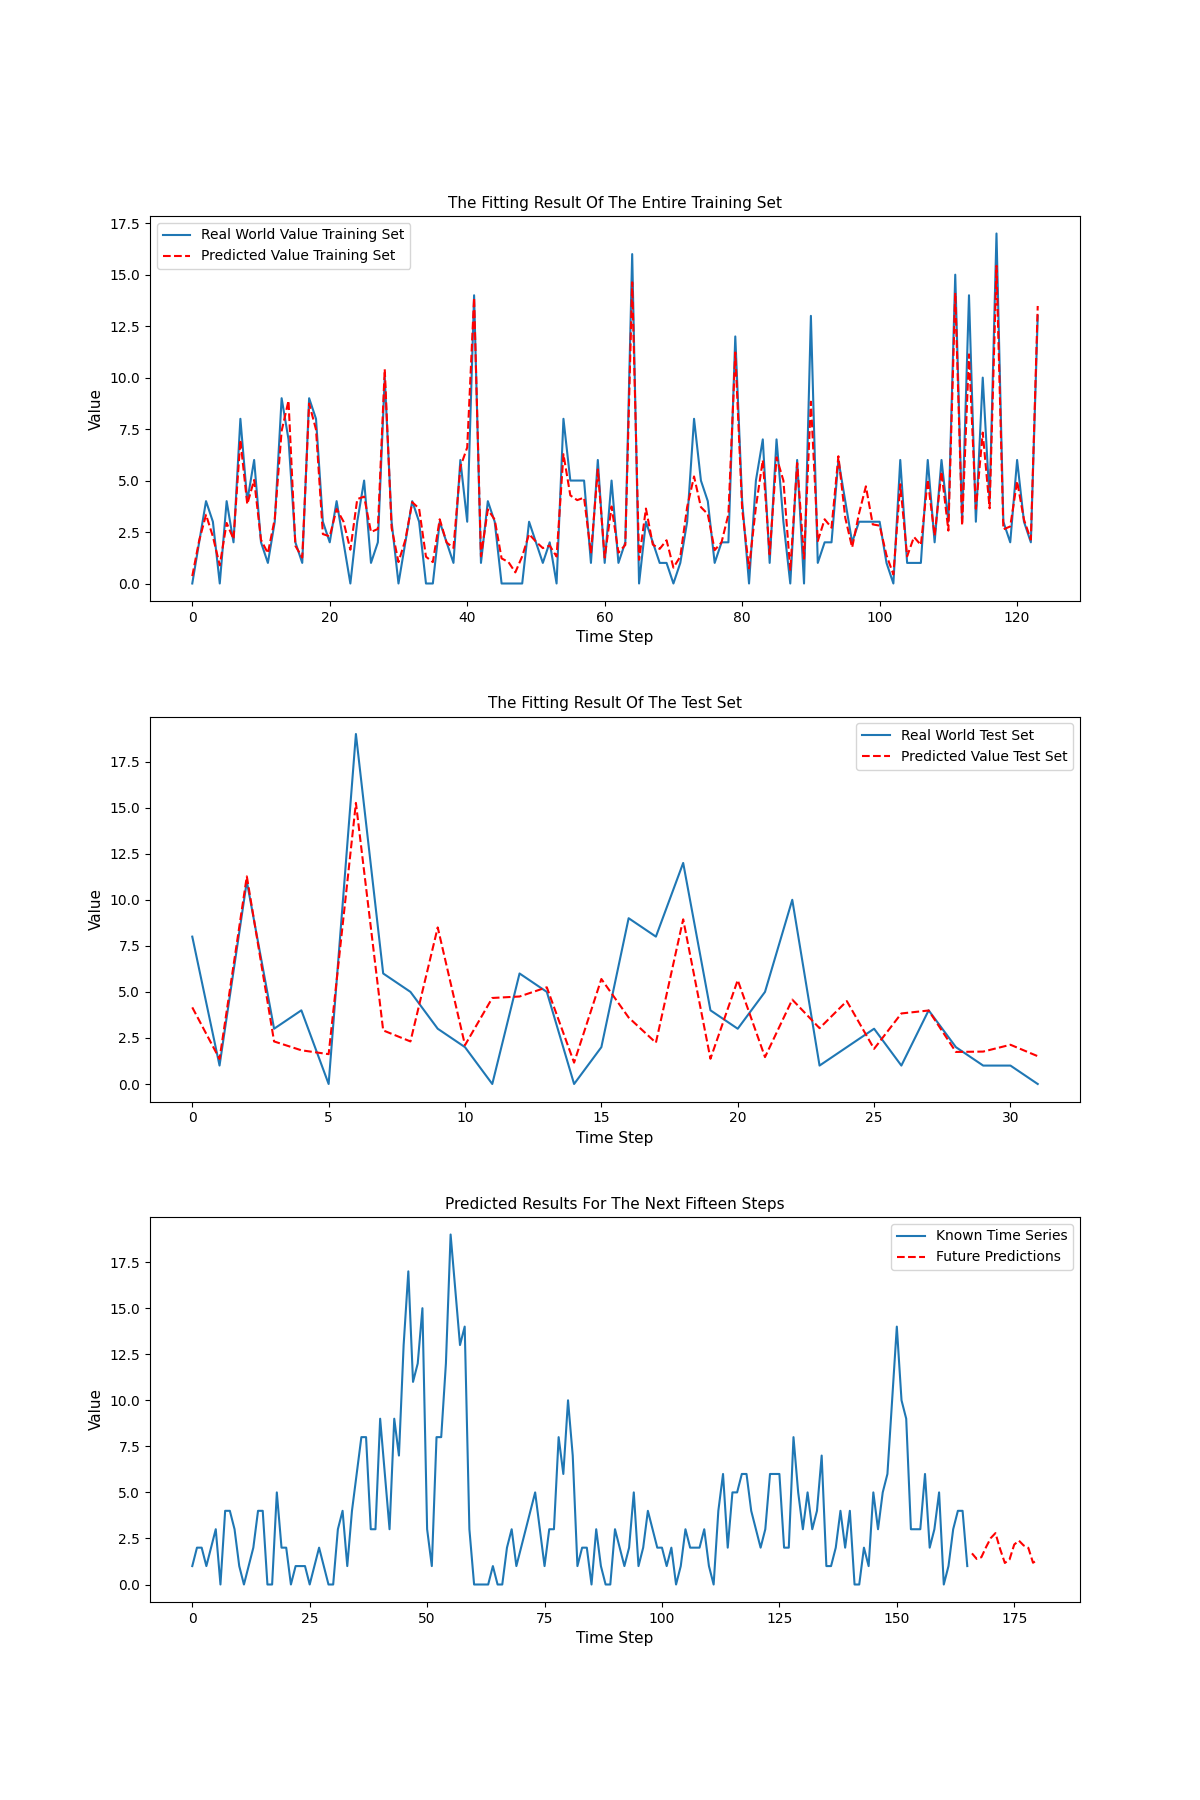 The Fitting Result Of The Entire Training Set
17.5
15.0
12.5
10.0
7.5
5.0
2.5
0.0
Value
Real World Value Training Set
Predicted Value Training Set
0 20 40 60 80 100 120
Time Step
The Fitting Result Of The Test Set
17.5
15.0
12.5
10.0
7.5
5.0
2.5
0.0
Value
Real World Test Set
Predicted Value Test Set
0 5 10 15 20 25 30
Time Step
Predicted Results For The Next Fifteen Steps
17.5
15.0
12.5
10.0
7.5
5.0
2.5
0.0
Value
Known Time Series
Future Predictions
0 25 50 75 100 125 150 175
Time Step